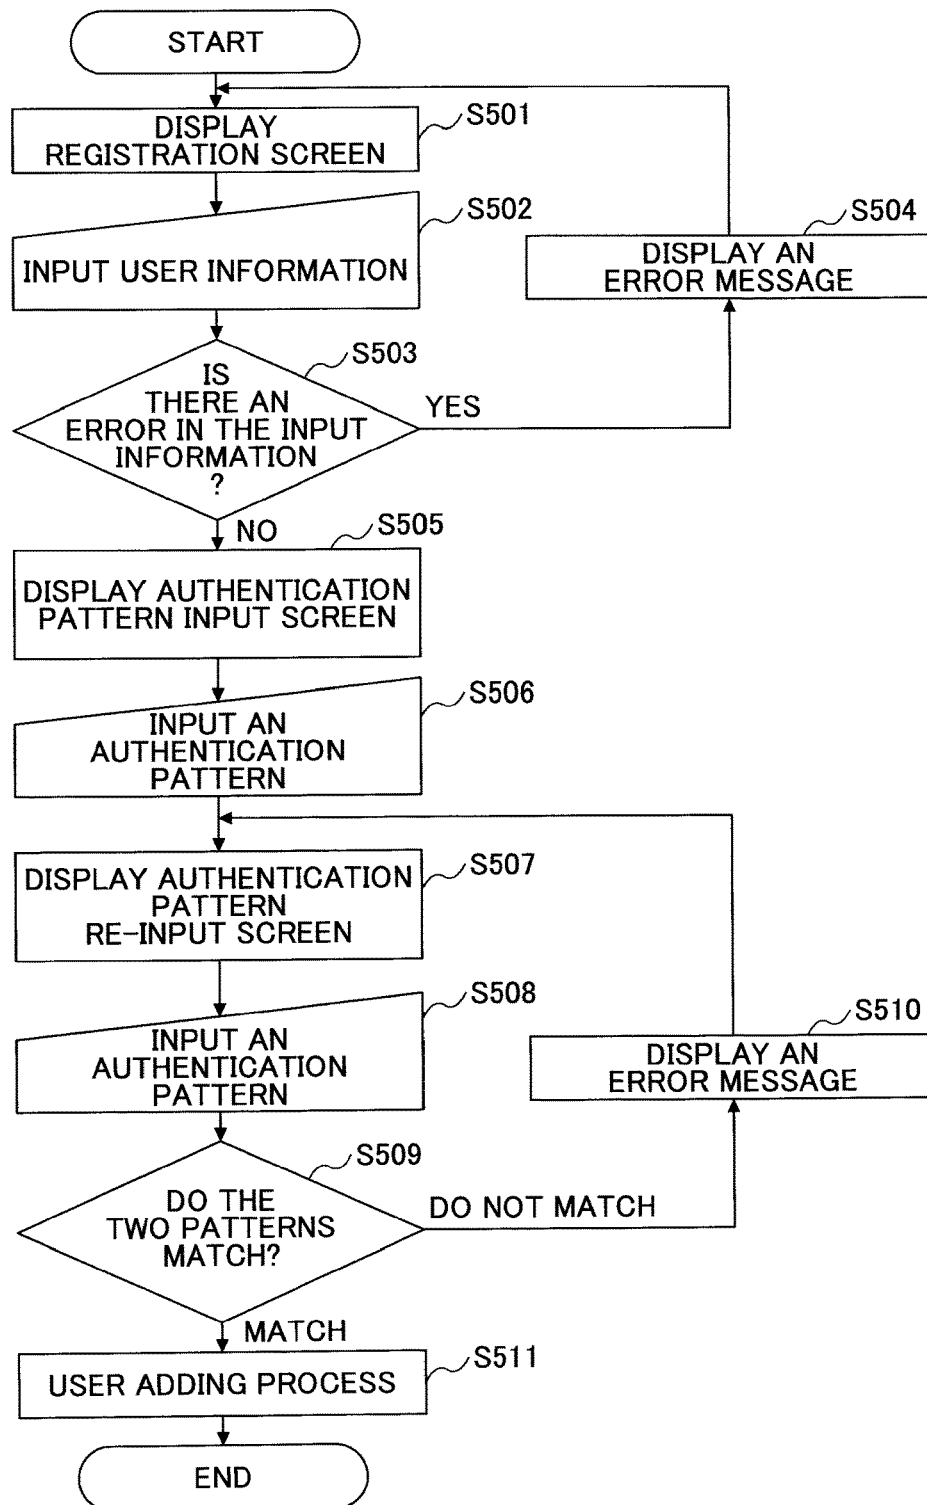 START
S501
DISPLAY
REGISTRATION SCREEN
S502
INPUT USER INFORMATION
S504
DISPLAY AN
ERROR MESSAGE
S503
IS
THERE AN
ERROR IN THE INPUT
INFORMATION
?
YES
NO
S505
DISPLAY AUTHENTICATION
PATTERN INPUT SCREEN
S506
INPUT AN
AUTHENTICATION
PATTERN
S507
DISPLAY AUTHENTICATION
PATTERN
RE-INPUT SCREEN
S508
INPUT AN
AUTHENTICATION
PATTERN
S510
DISPLAY AN
ERROR MESSAGE
S509
DO THE
TWO PATTERNS
MATCH?
DO NOT MATCH
MATCH
S511
USER ADDING PROCESS
END